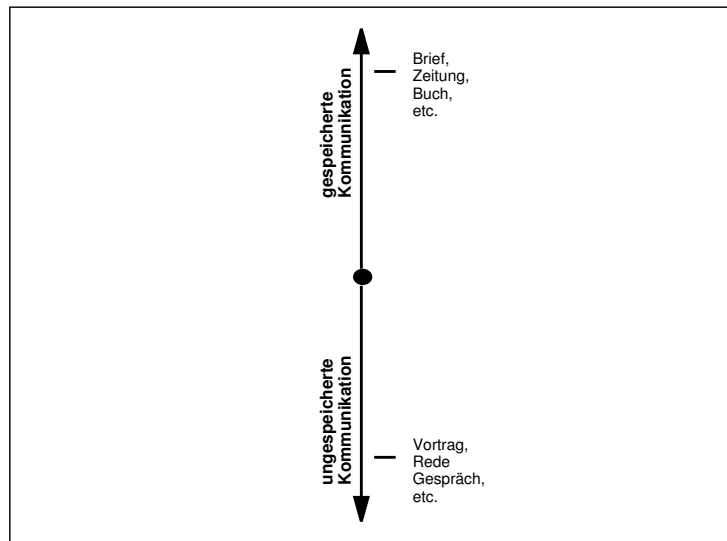 gespeicherte
Kommunikation
Brief,
Zeitung,
Buch,
etc.
ungespeicherte
Kommunikation
Vortrag,
Rede
Gespräch,
etc.